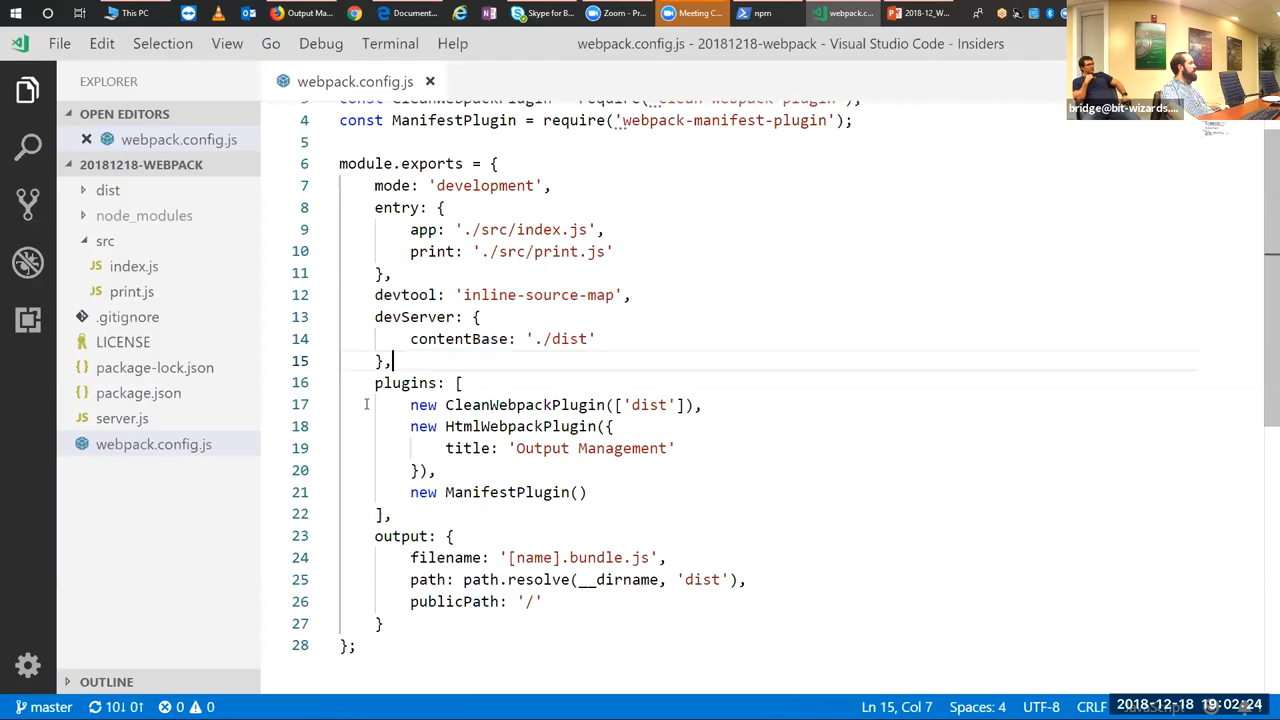 This PC
Output Ma...
Document...
Skype for B...
Zoom - Pr...
Meeting C...
npm
webpack.c...
2018-12_W...
File Edit Selection View Go Debug Terminal Help
webpack.config.js - 20181218-webpack - Visual Studio Code - Insiders
bridge@bit-wizards....
EXPLORER
OPEN EDITORS
webpack.config.js
20181218-WEBPACK
dist
node_modules
src
JS index.js
JS print.js
.gitignore
LICENSE
{} package-lock.json
{} package.json
JS server.js
webpack.config.js
OUTLINE
webpack.config.js
3 const CleanWebpackPlugin = require('clean-webpack-plugin');
4 const ManifestPlugin = require('webpack-manifest-plugin');
5
6 module.exports = {
7 mode: 'development',
8 entry: {
9 app: './src/index.js',
10 print: './src/print.js'
11 },
12 devtool: 'inline-source-map',
13 devServer: {
14 contentBase: './dist'
15 },
16 plugins: [
17 new CleanWebpackPlugin(['dist']),
18 new HtmlWebpackPlugin({
19 title: 'Output Management'
20 }),
21 new ManifestPlugin()
22 ],
23 output: {
24 filename: '[name].bundle.js',
25 path: path.resolve(__dirname, 'dist'),
26 publicPath: '/'
27 }
28 };
master 10↓ 0↑ 0 0
Ln 15, Col 7 Spaces: 4 UTF-8 CRLF
2018-12-18 19:02:24